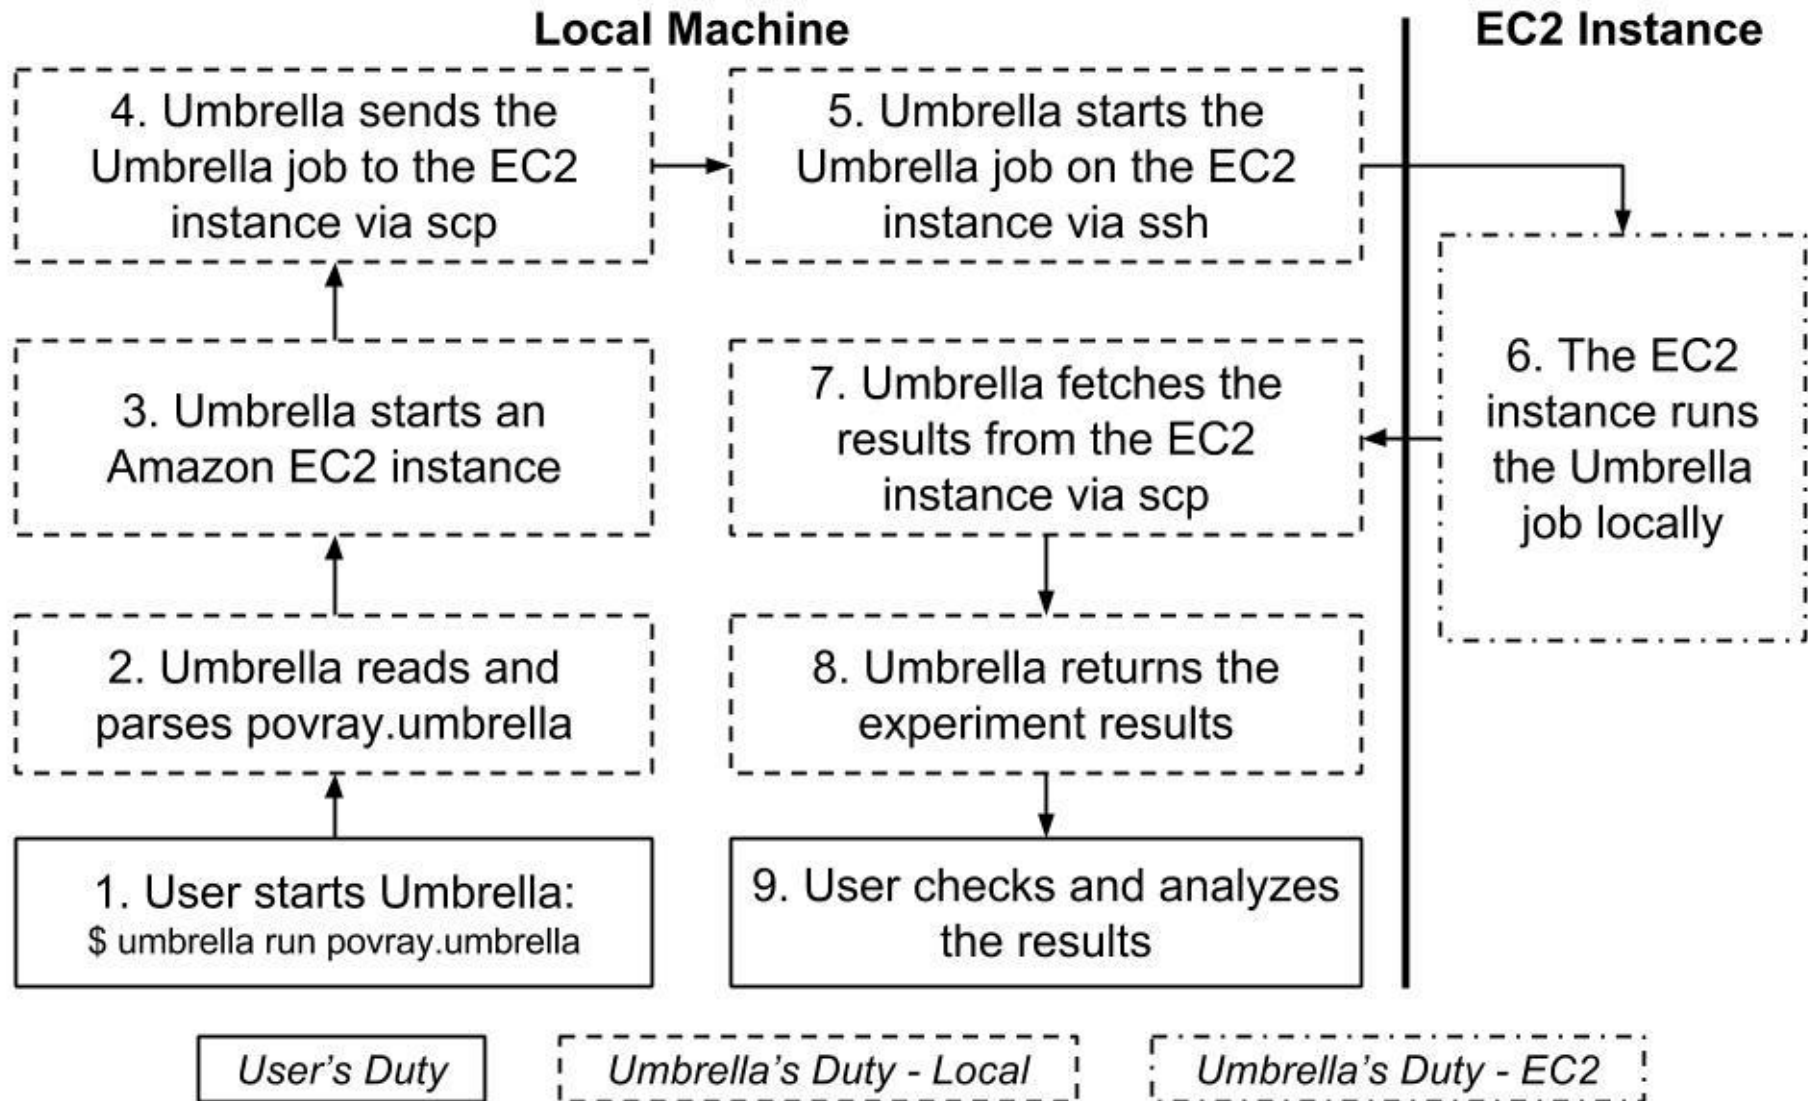 Local Machine
EC2 Instance
4. Umbrella sends the
Umbrella job to the EC2
instance via scp
5. Umbrella starts the
Umbrella job on the EC2
instance via ssh
6. The EC2
instance runs
the Umbrella
job locally
3. Umbrella starts an
Amazon EC2 instance
7. Umbrella fetches the
results from the EC2
instance via scp
2. Umbrella reads and
parses povray.umbrella
8. Umbrella returns the
experiment results
1. User starts Umbrella:
$ umbrella run povray.umbrella
9. User checks and analyzes
the results
User's Duty
Umbrella's Duty - Local
Umbrella's Duty - EC2